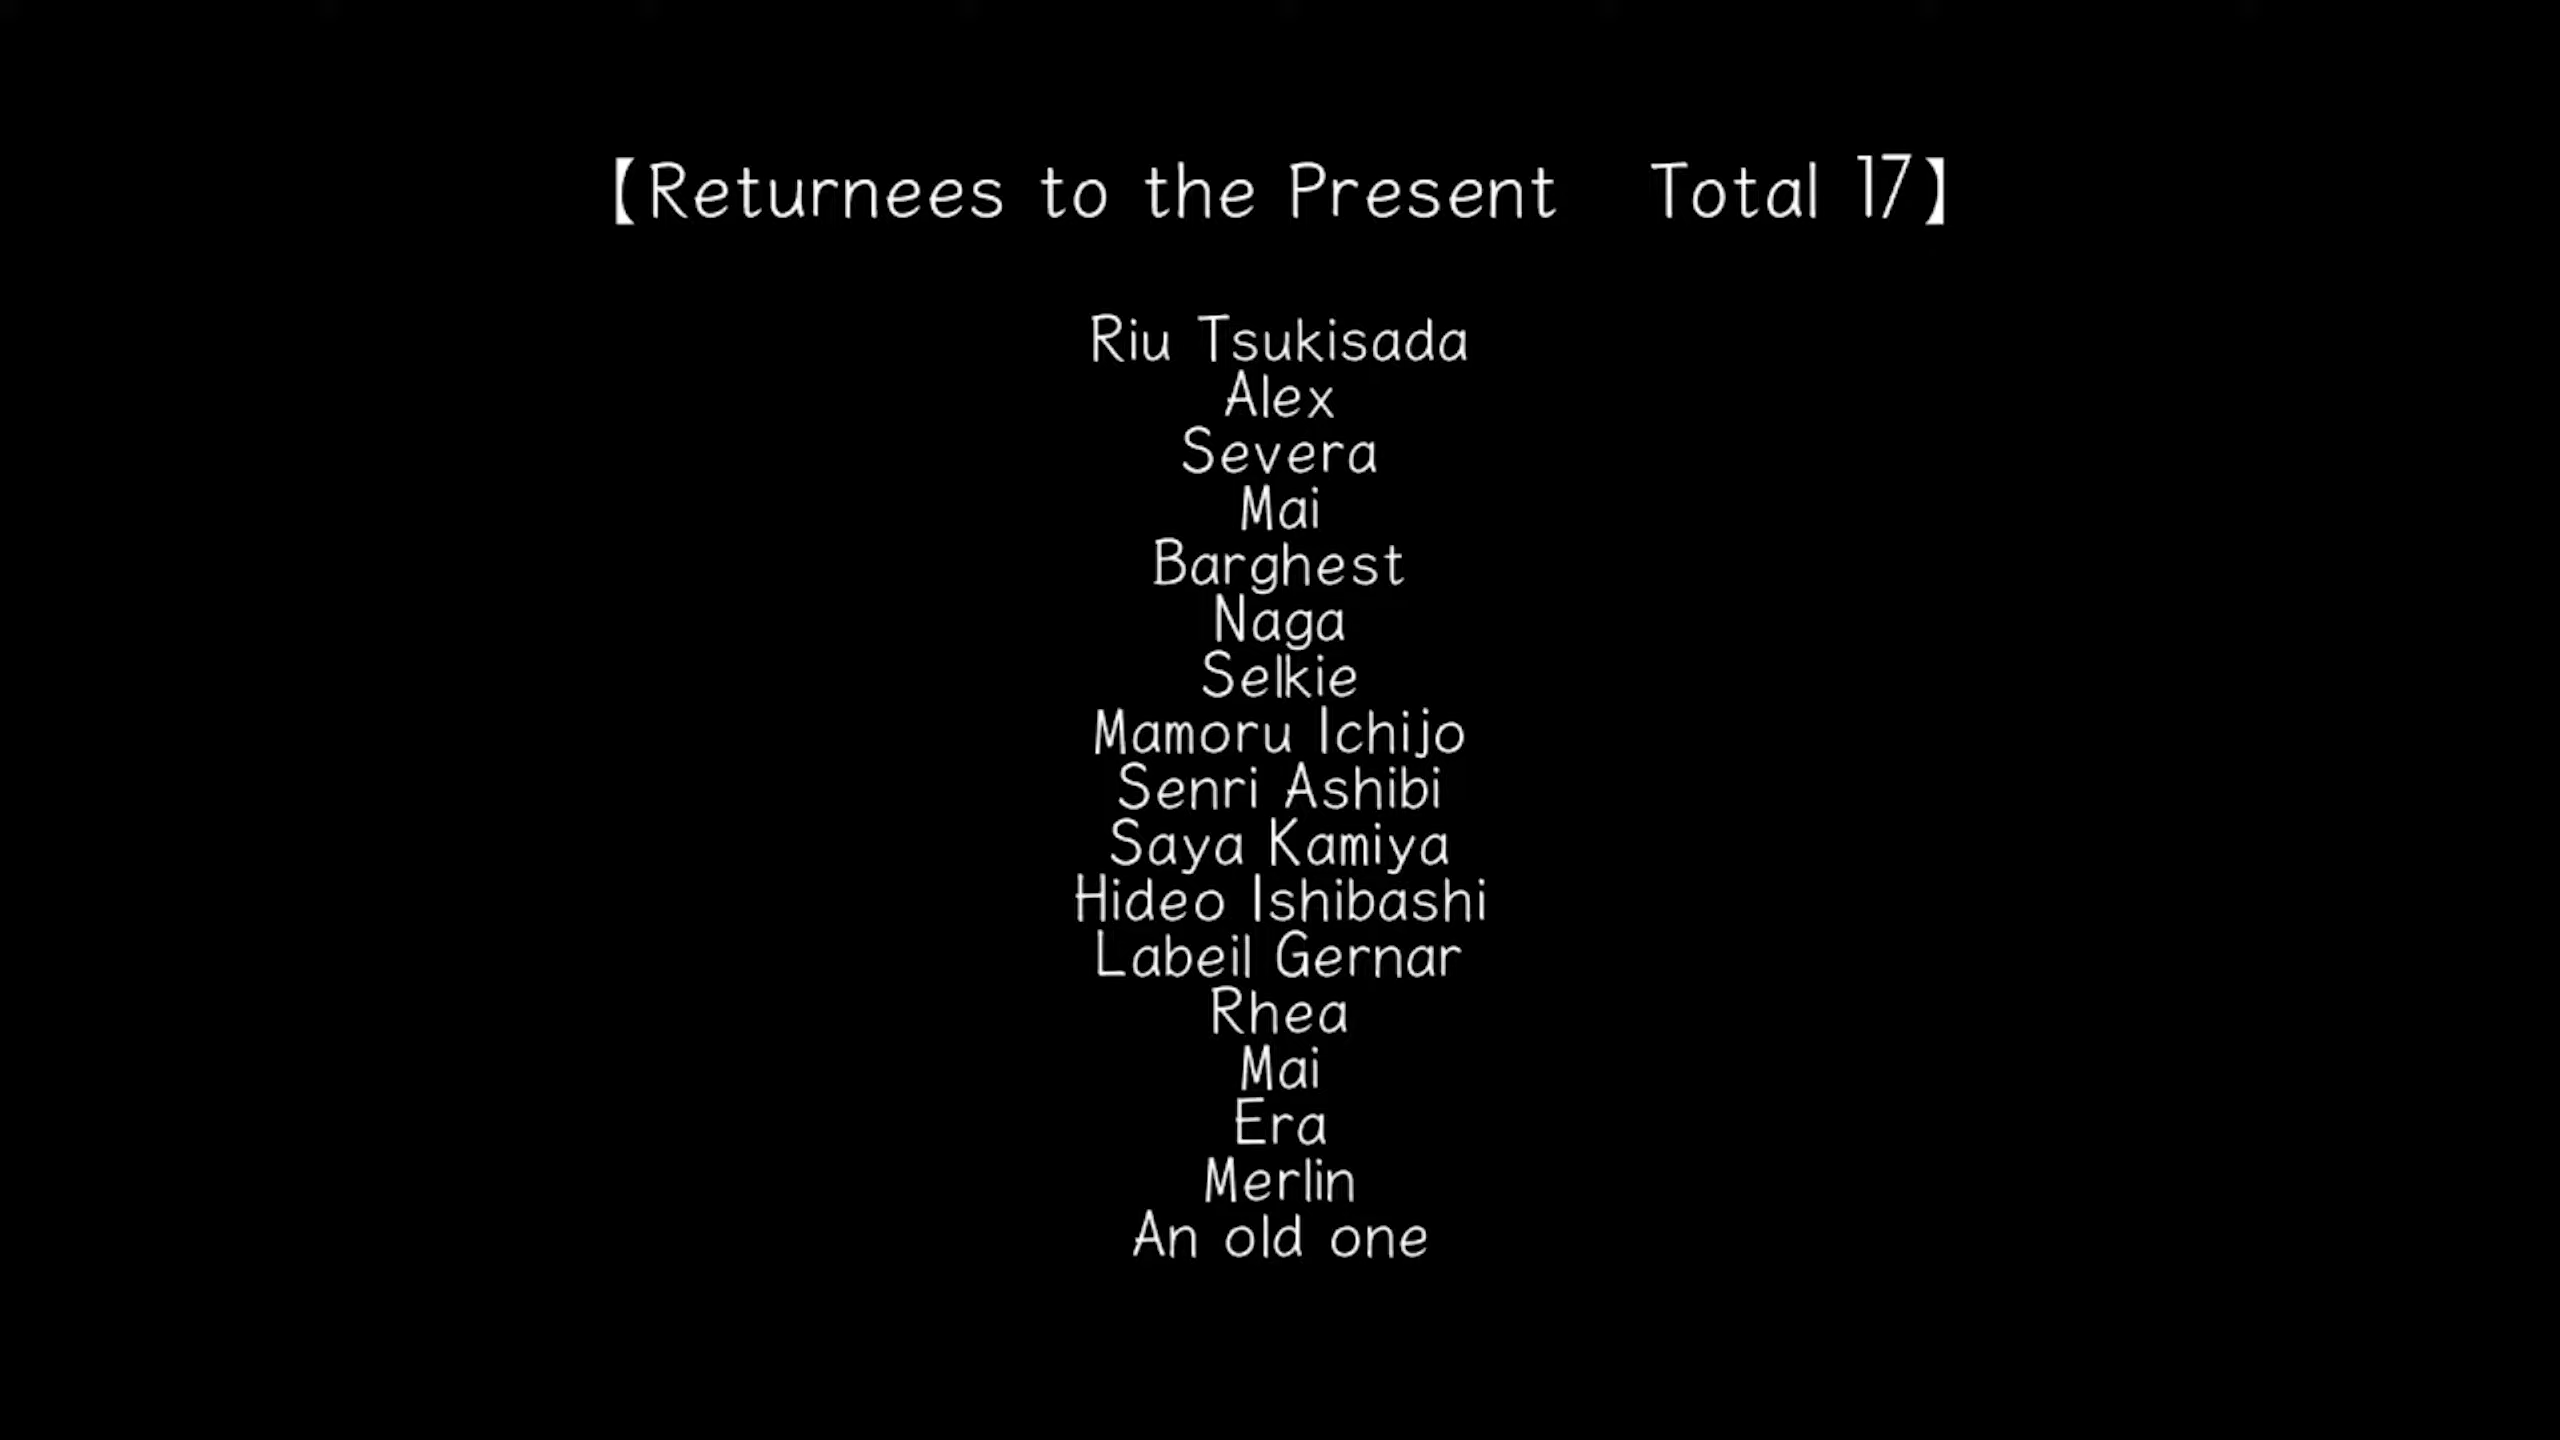 【Returnees to the Present　Total 17】
Riu Tsukisada
Alex
Severa
Mai
Barghest
Naga
Selkie
Mamoru Ichijo
Senri Ashibi
Saya Kamiya
Hideo Ishibashi
Labeil Gernar
Rhea
Mai
Era
Merlin
An old one